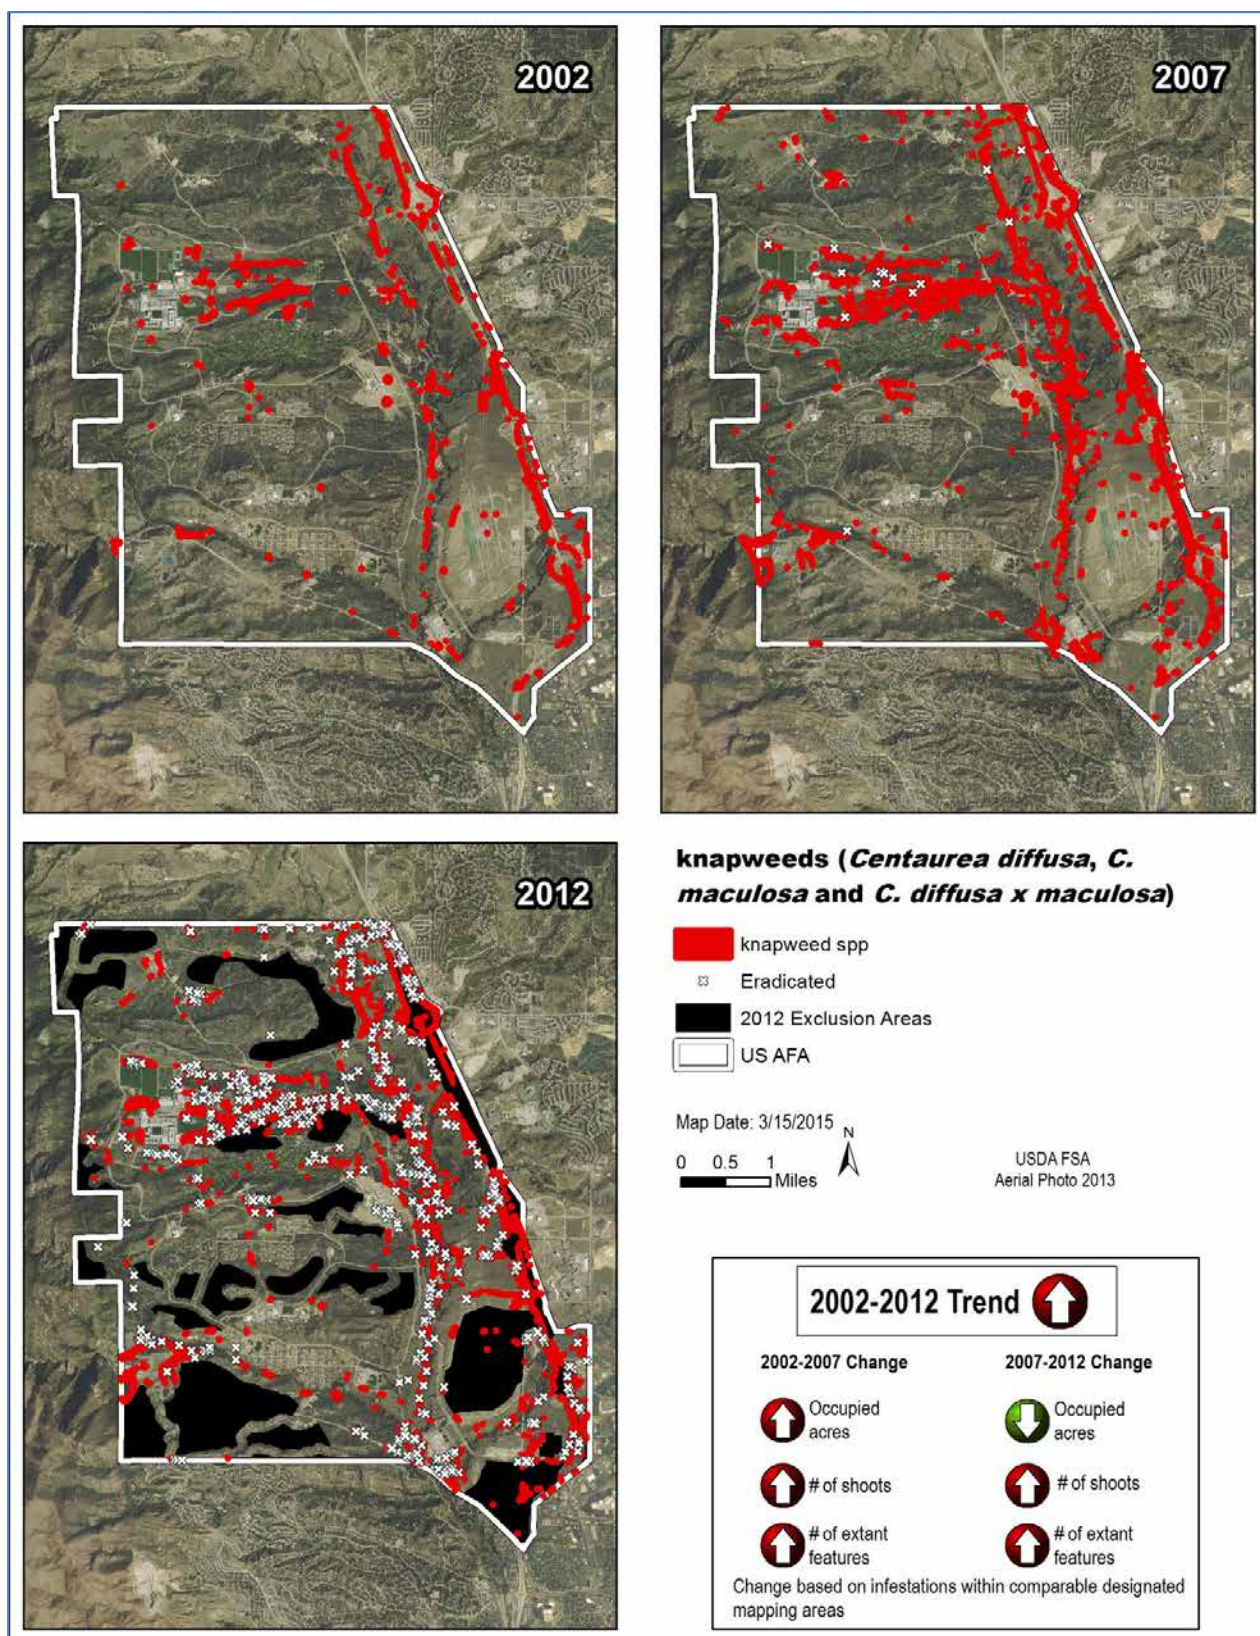 2002
2007
2012
knapweeds (Centaurea diffusa, C.
maculosa and C. diffusa x maculosa)
knapweed spp
Eradicated
2012 Exclusion Areas
US AFA
Map Date: 3/15/2015
N
0 0.5 1
Miles
USDA FSA
Aerial Photo 2013
2002-2012 Trend
2002-2007 Change
2007-2012 Change
Occupied
acres
Occupied
acres
# of shoots
# of shoots
# of extant
features
# of extant
features
Change based on infestations within comparable designated
mapping areas